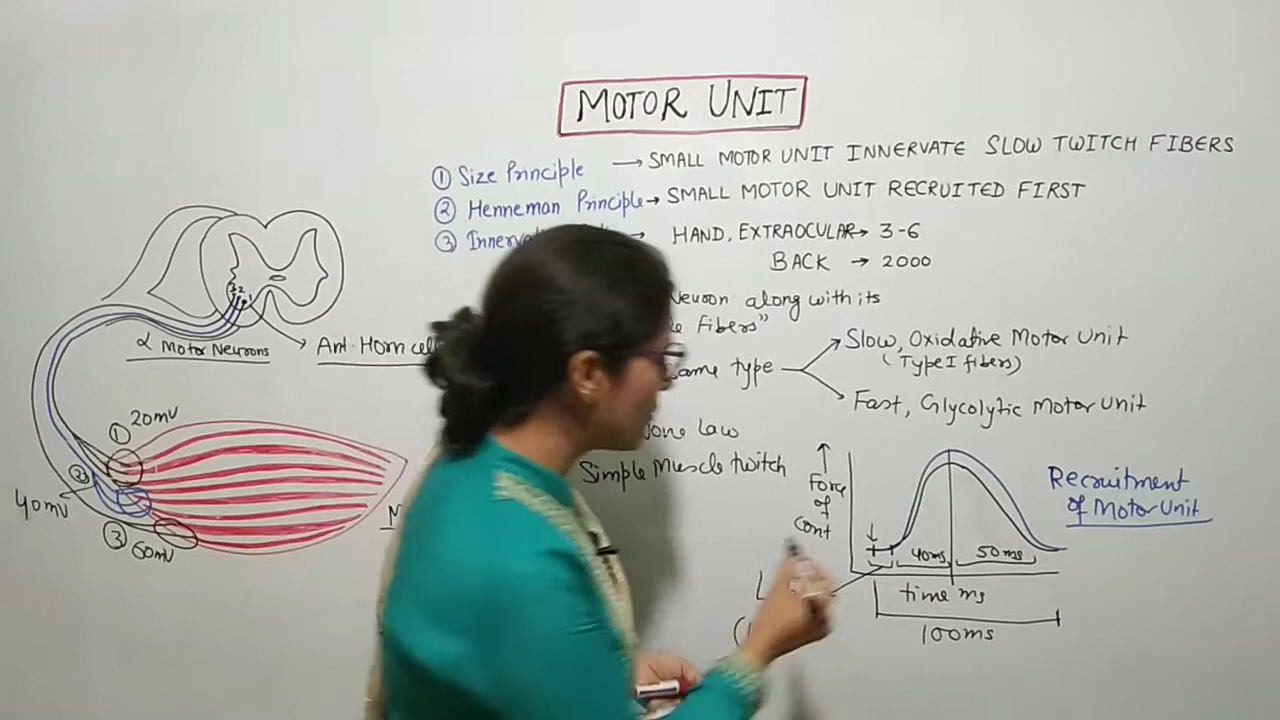 MOTOR UNIT
① Size Principle → SMALL MOTOR UNIT INNERVATE SLOW TWITCH FIBERS
② Henneman Principle → SMALL MOTOR UNIT RECRUITED FIRST
③ → HAND, EXTRAOCULAR → 3-6
BACK → 2000
Neuron along with its
Fibers"
type
Slow, Oxidative Motor Unit
(Type I fibers)
Fast, Glycolytic Motor Unit
Law
Simple Muscle twitch
3 2 1
α Motor Neurons
Ant. Horn cell
① 20mV
② 40mV
③ 60mV
Force
of
Cont
40ms 50ms
time ms
100ms
Recruitment
of Motor Unit